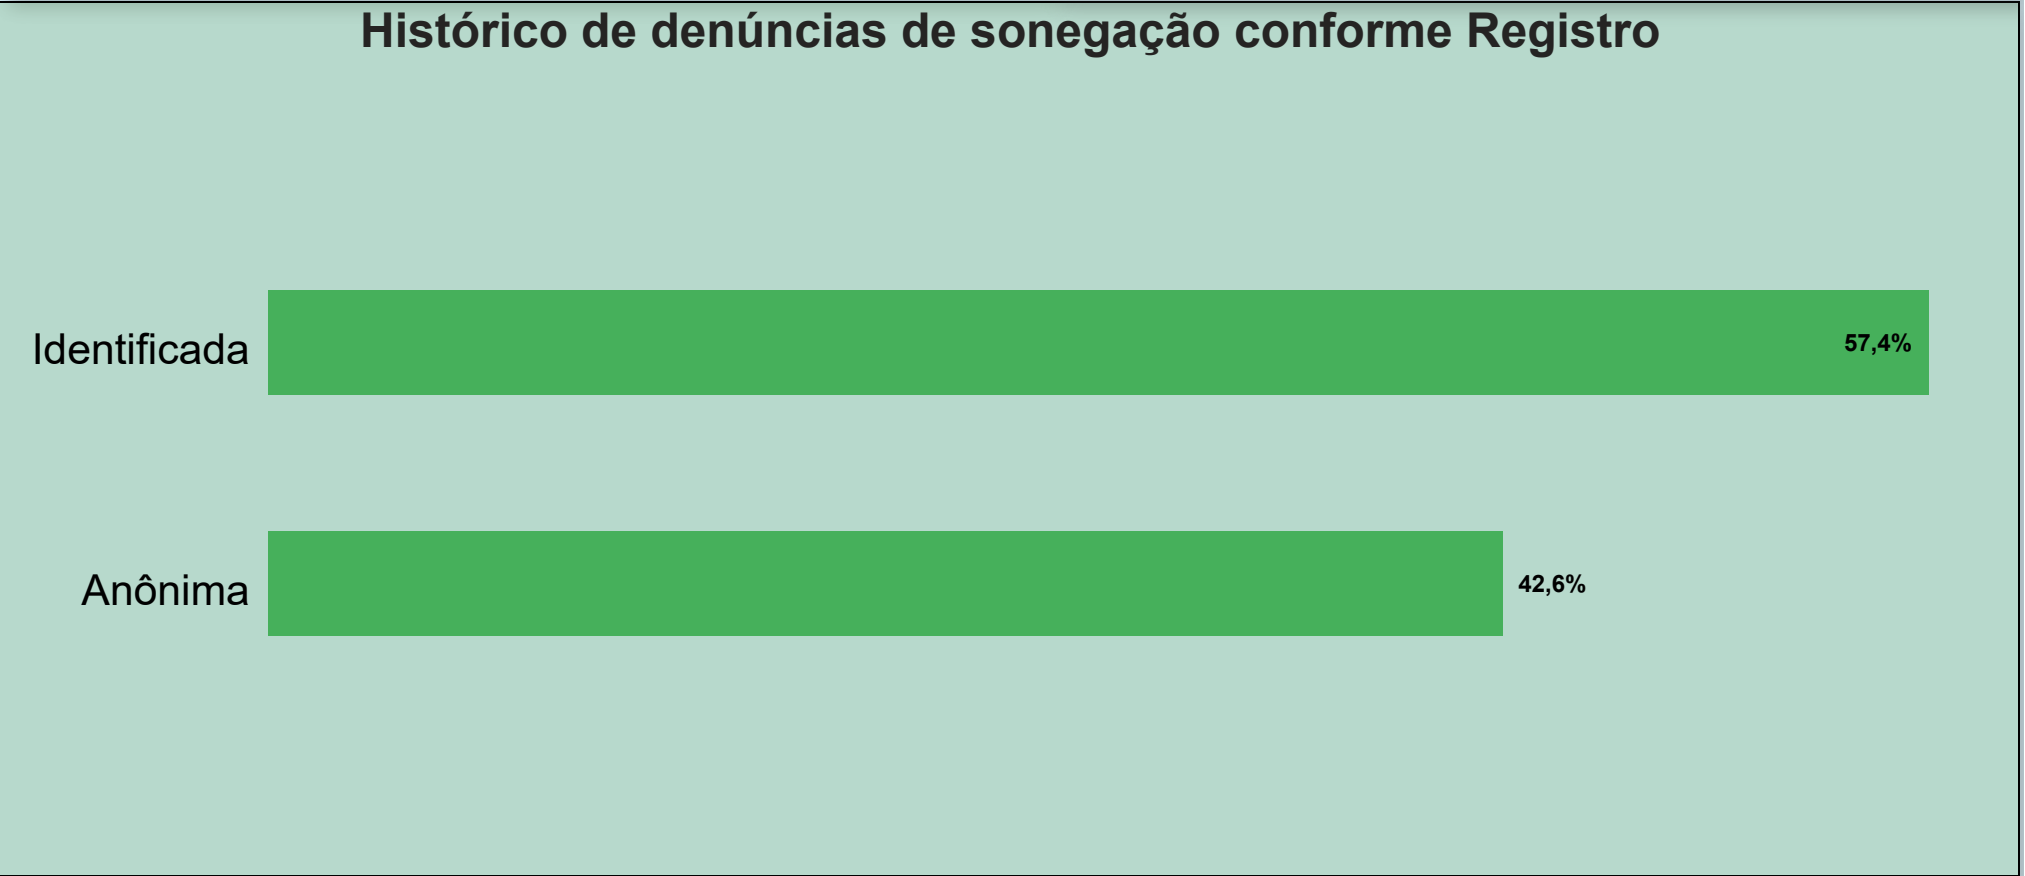 Histórico de denúncias de sonegação conforme Registro
Identificada
57,4%
Anônima
42,6%